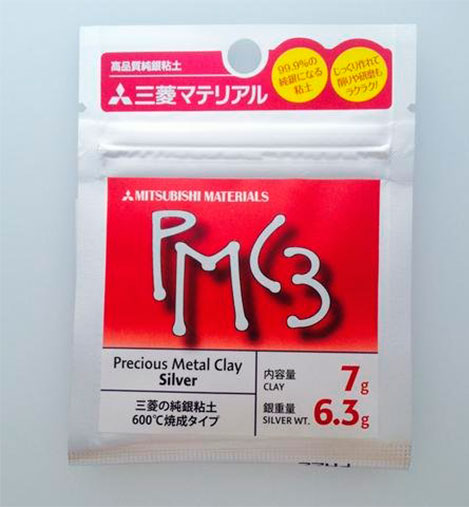 高品質純銀粘土
三菱マテリアル
99.9%の
純銀になる
粘土
じっくり作れて
削りや研磨も
ラクラク!
MITSUBISHI MATERIALS
PMC3
Precious Metal Clay
Silver
三菱の純銀粘土
600℃焼成タイプ
内容量
CLAY
7g
銀重量
SILVER WT.
6.3g